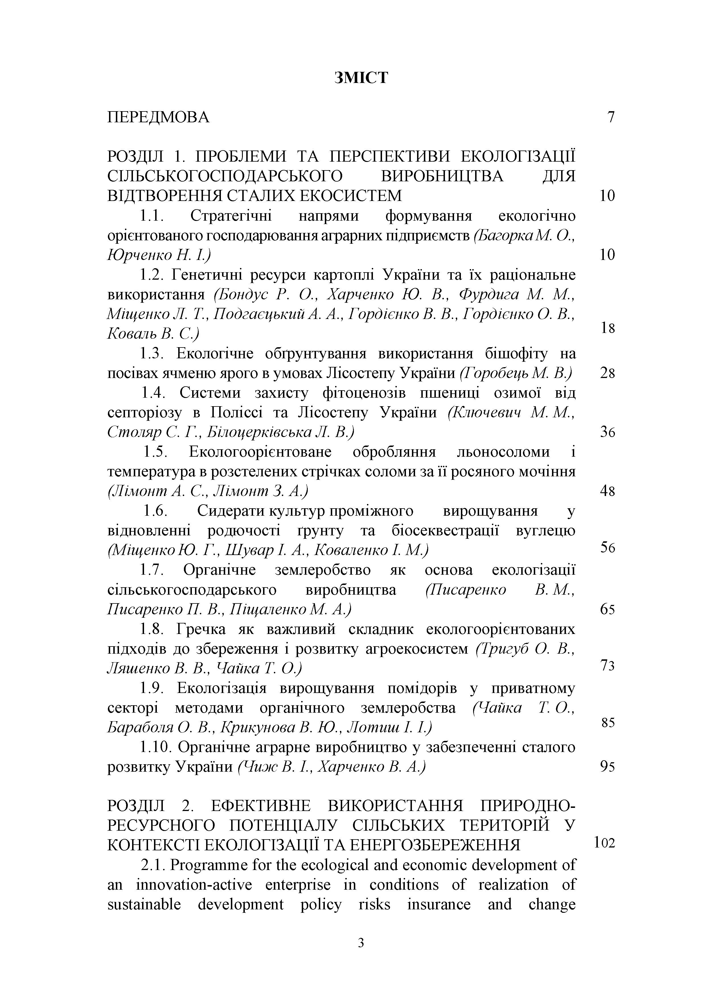 ЗМІСТ
ПЕРЕДМОВА 7
РОЗДІЛ 1. ПРОБЛЕМИ ТА ПЕРСПЕКТИВИ ЕКОЛОГІЗАЦІЇ
СІЛЬСЬКОГОСПОДАРСЬКОГО ВИРОБНИЦТВА ДЛЯ
ВІДТВОРЕННЯ СТАЛИХ ЕКОСИСТЕМ 10
1.1. Стратегічні напрями формування екологічно
орієнтованого господарювання аграрних підприємств (Багорка М. О.,
Юрченко Н. І.) 10
1.2. Генетичні ресурси картоплі України та їх раціональне
використання (Бондус Р. О., Харченко Ю. В., Фурдига М. М.,
Міщенко Л. Т., Подгаєцький А. А., Гордієнко В. В., Гордієнко О. В.,
Коваль В. С.) 18
1.3. Екологічне обґрунтування використання бішофіту на
посівах ячменю ярого в умовах Лісостепу України (Горобець М. В.) 28
1.4. Системи захисту фітоценозів пшениці озимої від
септоріозу в Поліссі та Лісостепу України (Ключевич М. М.,
Столяр С. Г., Білоцерківська Л. В.) 36
1.5. Екологоорієнтоване обробляння льоносоломи і
температура в розстелених стрічках соломи за її росяного мочіння
(Лімонт А. С., Лімонт З. А.) 48
1.6. Сидерати культур проміжного вирощування у
відновленні родючості ґрунту та біосеквестрації вуглецю
(Міщенко Ю. Г., Шувар І. А., Коваленко І. М.) 56
1.7. Органічне землеробство як основа екологізації
сільськогосподарського виробництва (Писаренко В. М.,
Писаренко П. В., Піщаленко М. А.) 65
1.8. Гречка як важливий складник екологоорієнтованих
підходів до збереження і розвитку агроекосистем (Тригуб О. В.,
Ляшенко В. В., Чайка Т. О.) 73
1.9. Екологізація вирощування помідорів у приватному
секторі методами органічного землеробства (Чайка Т. О.,
Бараболя О. В., Крикунова В. Ю., Лотиш І. І.) 85
1.10. Органічне аграрне виробництво у забезпеченні сталого
розвитку України (Чиж В. І., Харченко В. А.) 95
РОЗДІЛ 2. ЕФЕКТИВНЕ ВИКОРИСТАННЯ ПРИРОДНО-
РЕСУРСНОГО ПОТЕНЦІАЛУ СІЛЬСЬКИХ ТЕРИТОРІЙ У
КОНТЕКСТІ ЕКОЛОГІЗАЦІЇ ТА ЕНЕРГОЗБЕРЕЖЕННЯ 102
2.1. Programme for the ecological and economic development of
an innovation-active enterprise in conditions of realization of
sustainable development policy risks insurance and change
3